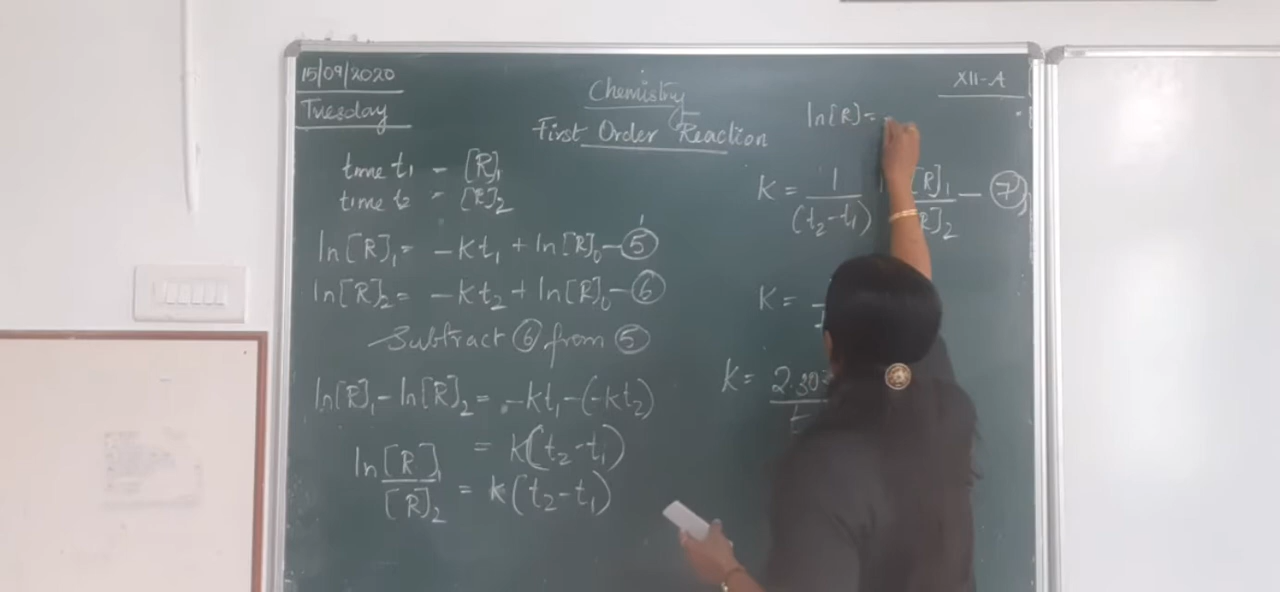 15/09/2020
Tuesday
Chemistry
First Order Reaction
XII-A
time t₁ = [R]₁
time t₂ = [R]₂
ln[R]₁ = -kt₁ + ln[R]₀ - ⑤
ln[R]₂ = -kt₂ + ln[R]₀ - ⑥
Subtract ⑥ from ⑤
ln[R]₁ - ln[R]₂ = -kt₁ - (-kt₂)
= k(t₂-t₁)
ln [R]₁/[R]₂ = k(t₂-t₁)
ln[R] = -
K = 1/(t₂-t₁) [R]₁/R]₂ - ⑦
K =
K = 2.30